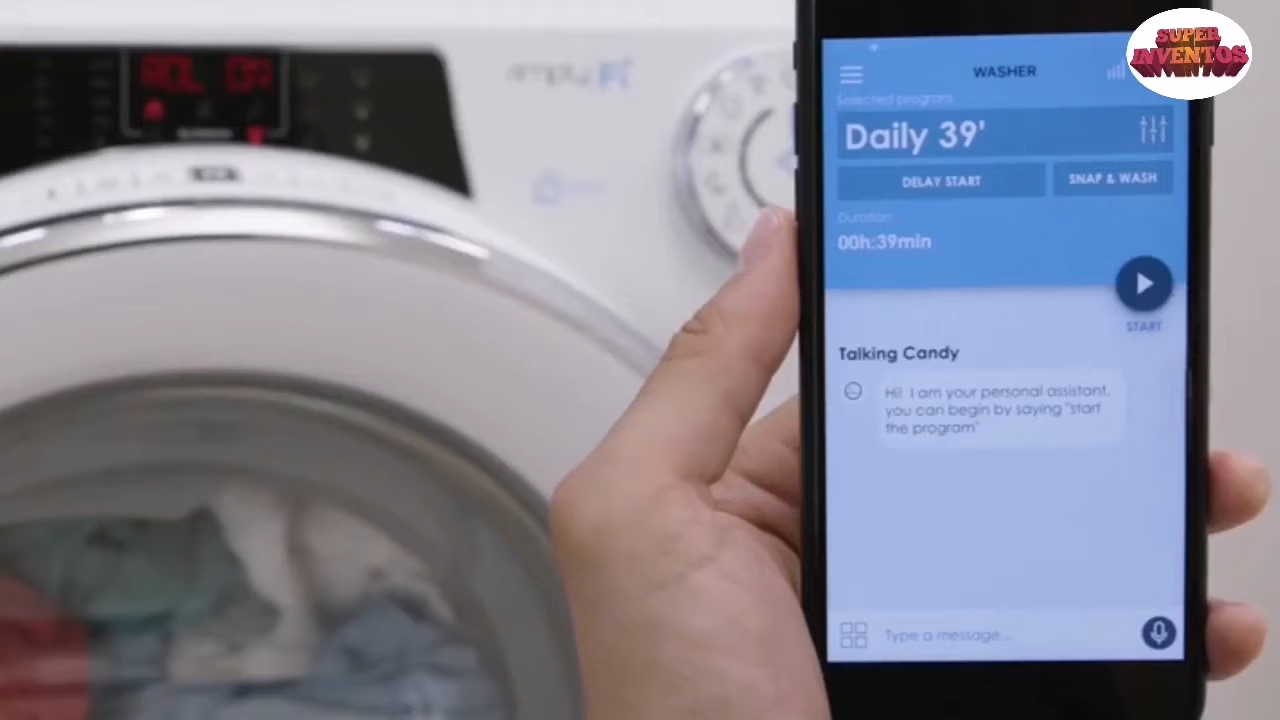 SUPER
INVENTOS
WASHER
Selected program
Daily 39'
DELAY START
SNAP & WASH
Duration
00h:39min
START
Talking Candy
Hi! I am your personal assistant,
you can begin by saying "start
the program"
Type a message...